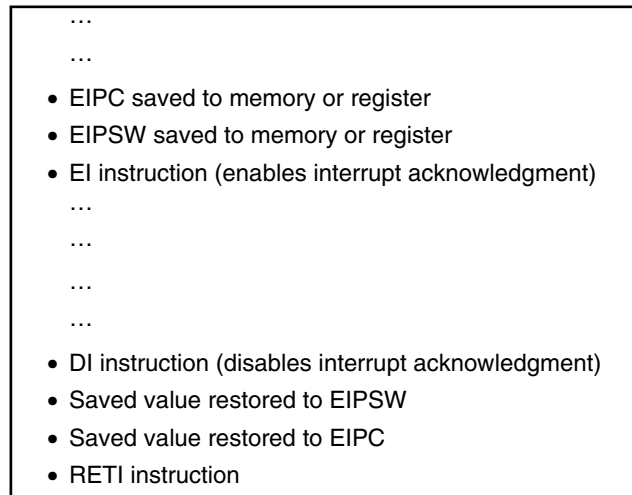 …
…
• EIPC saved to memory or register
• EIPSW saved to memory or register
• EI instruction (enables interrupt acknowledgment)
…
…
…
…
• DI instruction (disables interrupt acknowledgment)
• Saved value restored to EIPSW
• Saved value restored to EIPC
• RETI instruction